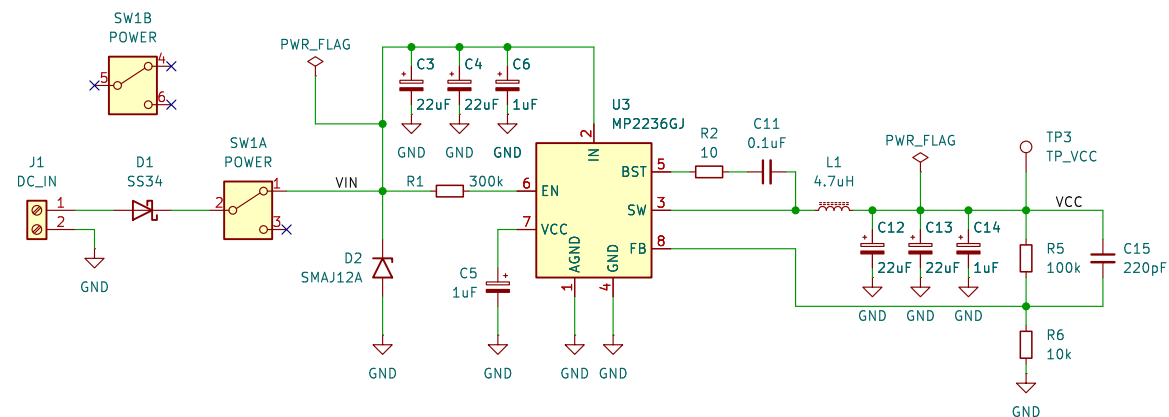 SW1B
POWER
4
5
6
PWR_FLAG
C3
22uF
GND
C4
22uF
GND
C6
1uF
GND
U3
MP2236GJ
2
IN
J1
DC_IN
1
2
GND
D1
SS34
SW1A
POWER
2
1
3
VIN
R1
300k
6
EN
7
VCC
5
BST
3
SW
8
FB
AGND
GND
1
4
GND
GND
D2
SMAJ12A
GND
C5
1uF
GND
R2
10
C11
0.1uF
L1
4.7uH
PWR_FLAG
TP3
TP_VCC
VCC
C12
22uF
GND
C13
22uF
GND
C14
1uF
GND
R5
100k
C15
220pF
R6
10k
GND